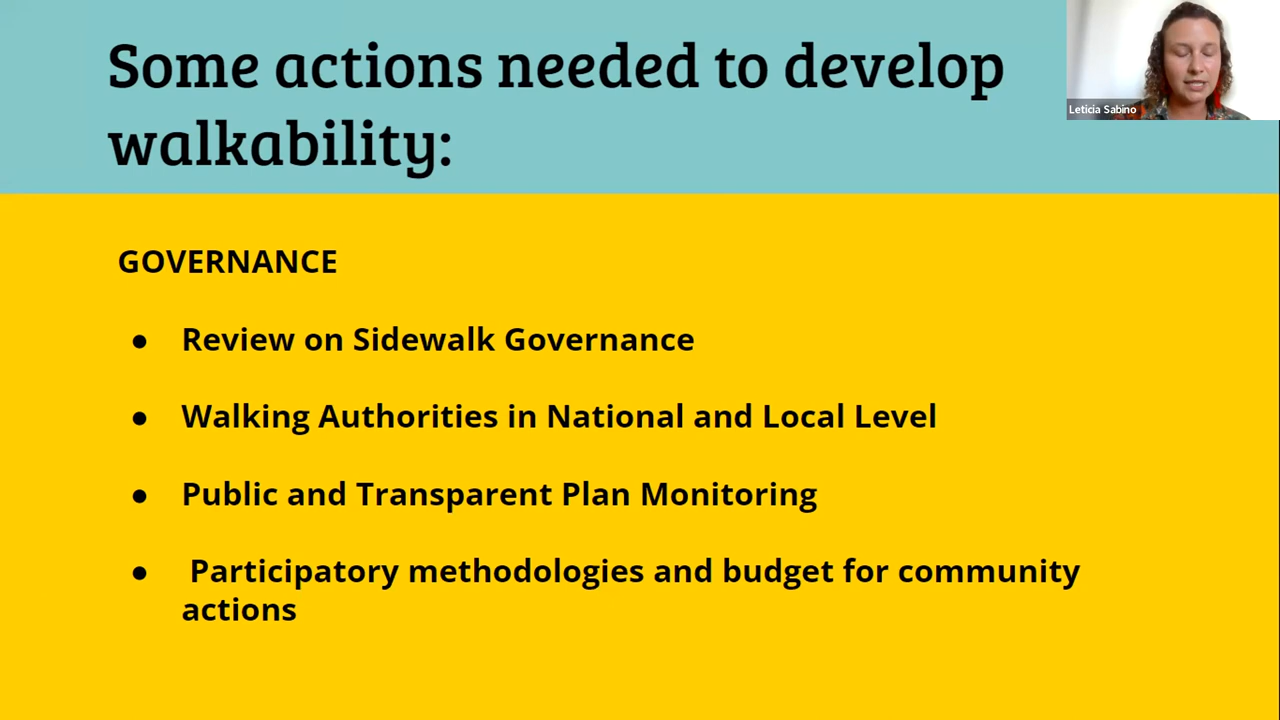 Some actions needed to develop
walkability:
Leticia Sabino
GOVERNANCE
● Review on Sidewalk Governance
● Walking Authorities in National and Local Level
● Public and Transparent Plan Monitoring
● Participatory methodologies and budget for community
actions